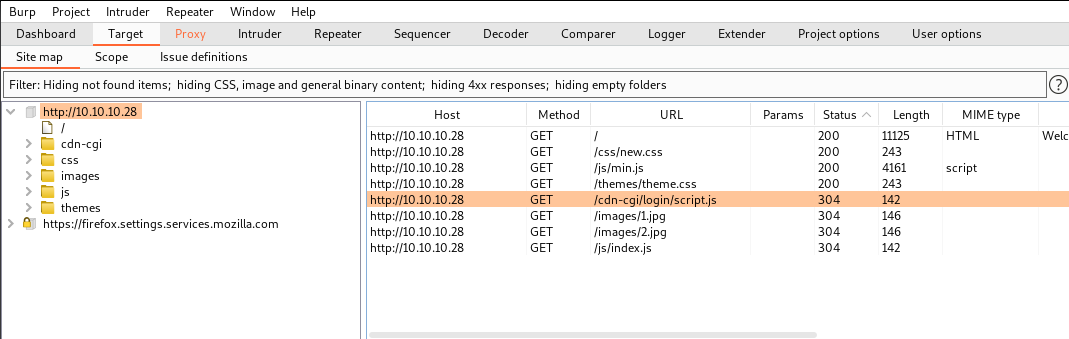 Burp Project Intruder Repeater Window Help
Dashboard Target Proxy Intruder Repeater Sequencer Decoder Comparer Logger Extender Project options User options
Site map Scope Issue definitions
Filter: Hiding not found items; hiding CSS, image and general binary content; hiding 4xx responses; hiding empty folders ?
http://10.10.10.28
/
cdn-cgi
css
images
js
themes
https://firefox.settings.services.mozilla.com
Host Method URL Params Status Length MIME type
http://10.10.10.28 GET / 200 11125 HTML Welc
http://10.10.10.28 GET /css/new.css 200 243
http://10.10.10.28 GET /js/min.js 200 4161 script
http://10.10.10.28 GET /themes/theme.css 200 243
http://10.10.10.28 GET /cdn-cgi/login/script.js 304 142
http://10.10.10.28 GET /images/1.jpg 304 146
http://10.10.10.28 GET /images/2.jpg 304 146
http://10.10.10.28 GET /js/index.js 304 142